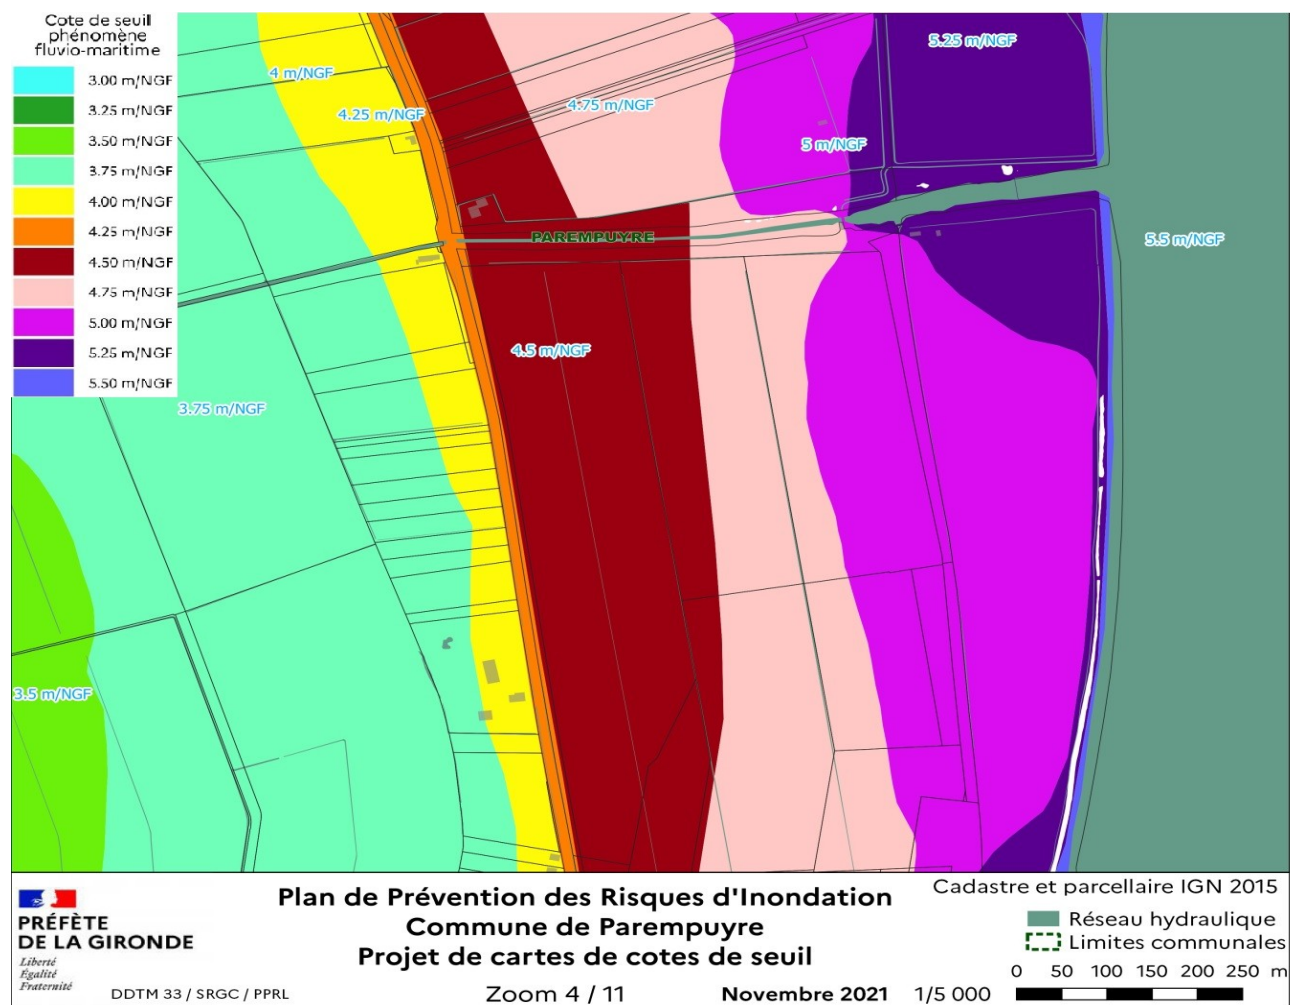 Cote de seuil
phénomène
fluvio-maritime
3.00 m/NGF
3.25 m/NGF
3.50 m/NGF
3.75 m/NGF
4.00 m/NGF
4.25 m/NGF
4.50 m/NGF
4.75 m/NGF
5.00 m/NGF
5.25 m/NGF
5.50 m/NGF
5.25 m/NGF
4 m/NGF
4.75 m/NGF
4.25 m/NGF
5 m/NGF
PAREMPUYRE
5.5 m/NGF
4.5 m/NGF
3.75 m/NGF
3.5 m/NGF
PRÉFÈTE
DE LA GIRONDE
Liberté
Égalité
Fraternité
DDTM 33 / SRGC / PPRL
Plan de Prévention des Risques d'Inondation
Commune de Parempuyre
Projet de cartes de cotes de seuil
Zoom 4 / 11
Novembre 2021
1/5 000
Cadastre et parcellaire IGN 2015
Réseau hydraulique
Limites communales
0 50 100 150 200 250 m